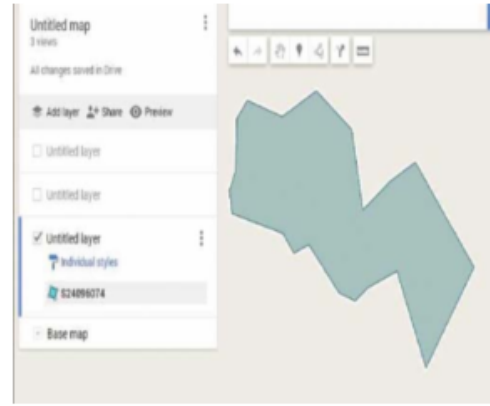 Untitled map
3 views
All changes saved in Drive
Add layer Share Preview
Untitled layer
Untitled layer
Untitled layer
Individual styles
S24096074
Base map